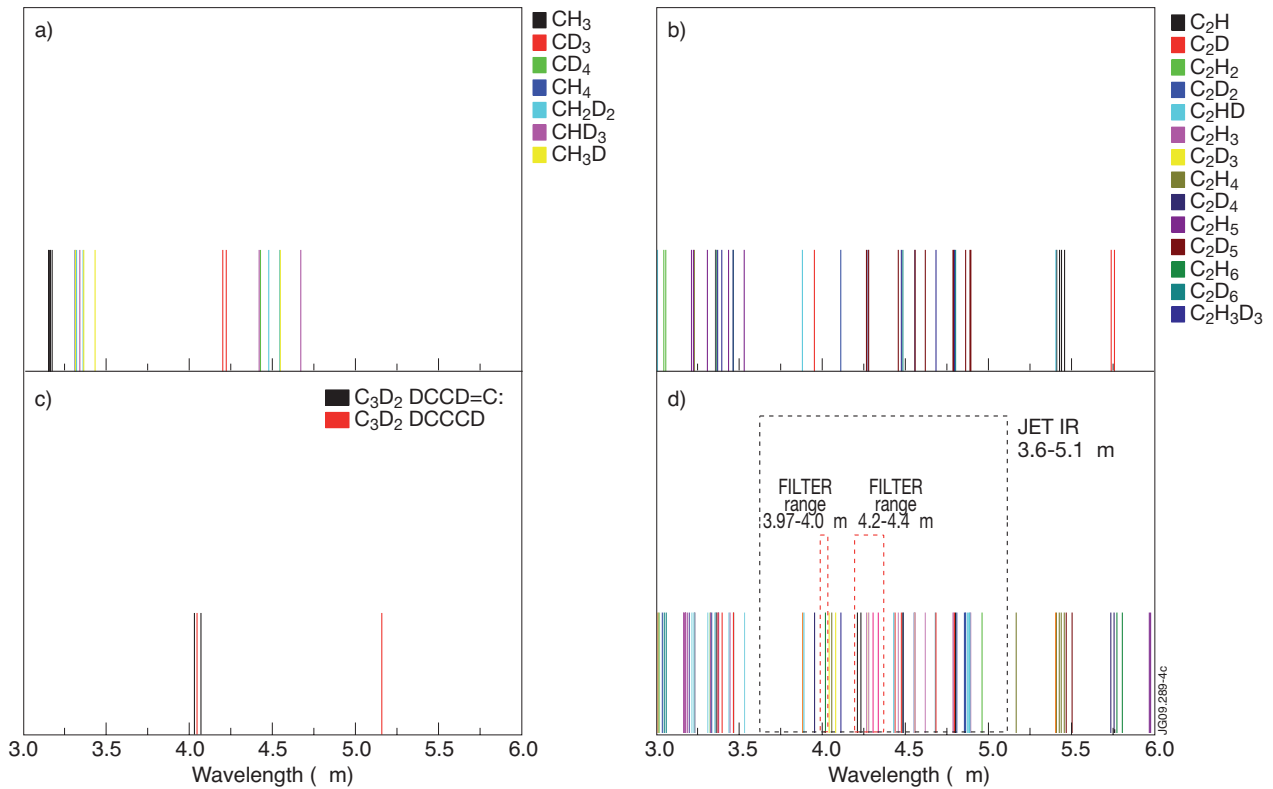 a)
CH₃
CD₃
CD₄
CH₄
CH₂D₂
CHD₃
CH₃D
b)
C₂H
C₂D
C₂H₂
C₂D₂
C₂HD
C₂H₃
C₂D₃
C₂H₄
C₂D₄
C₂H₅
C₂D₅
C₂H₆
C₂D₆
C₂H₃D₃
c)
C₃D₂ DCCD=C:
C₃D₂ DCCCD
3.0 4.0 4.5 5.0 5.5 6.0
Wavelength ( m)
d)
JET IR
3.6-5.1 m
FILTER
range
3.97-4.0 m
FILTER
range
4.2-4.4 m
JG09.289-4c
3.0 3.5 4.0 4.5 5.0 5.5 6.0
Wavelength ( m)